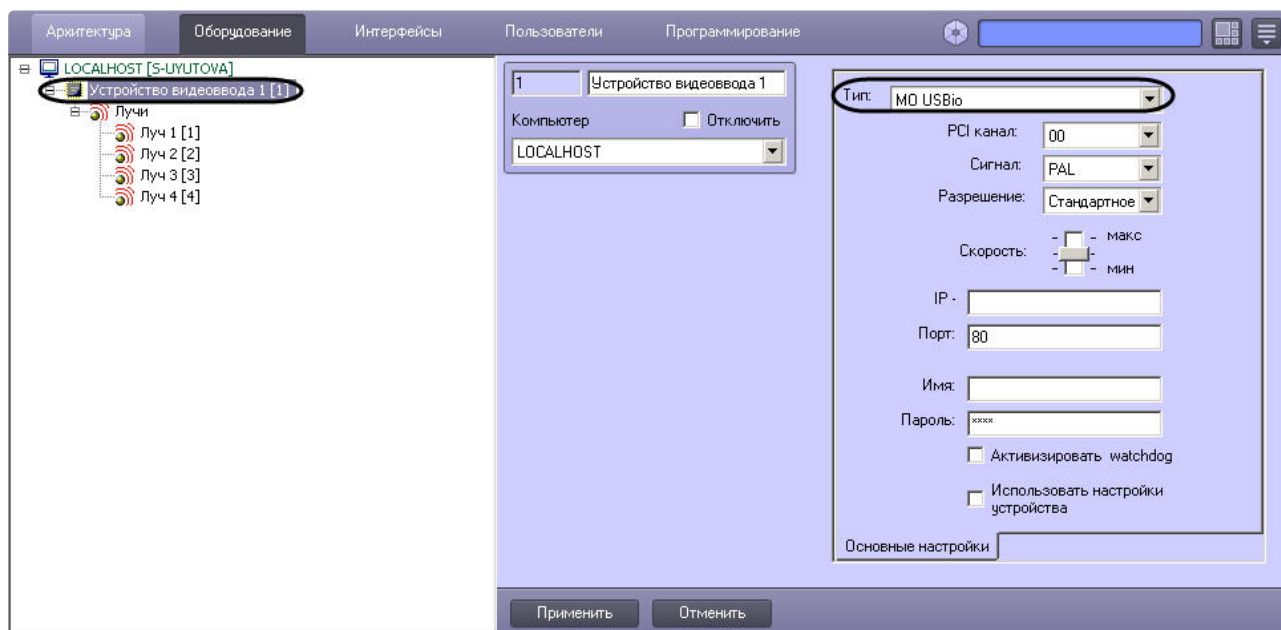 Архитектура Оборудование Интерфейсы Пользователи Программирование
LOCALHOST [S-UYUTOVA]
Устройство видеоввода 1 [1]
Лучи
Луч 1 [1]
Луч 2 [2]
Луч 3 [3]
Луч 4 [4]
1 Устройство видеоввода 1
Компьютер Отключить
LOCALHOST
Тип: МО USBio
PCI канал: 00
Сигнал: PAL
Разрешение: Стандартное
Скорость: - - макс
- - мин
IP -
Порт: 80
Имя:
Пароль: ××××
Активизировать watchdog
Использовать настройки
устройства
Основные настройки
Применить Отменить